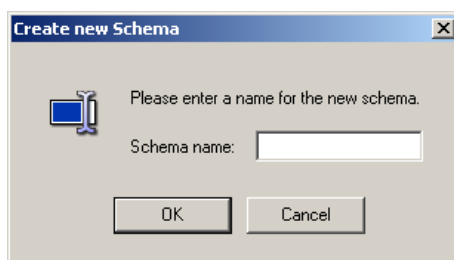 Create new Schema
Please enter a name for the new schema.
Schema name:
OK Cancel